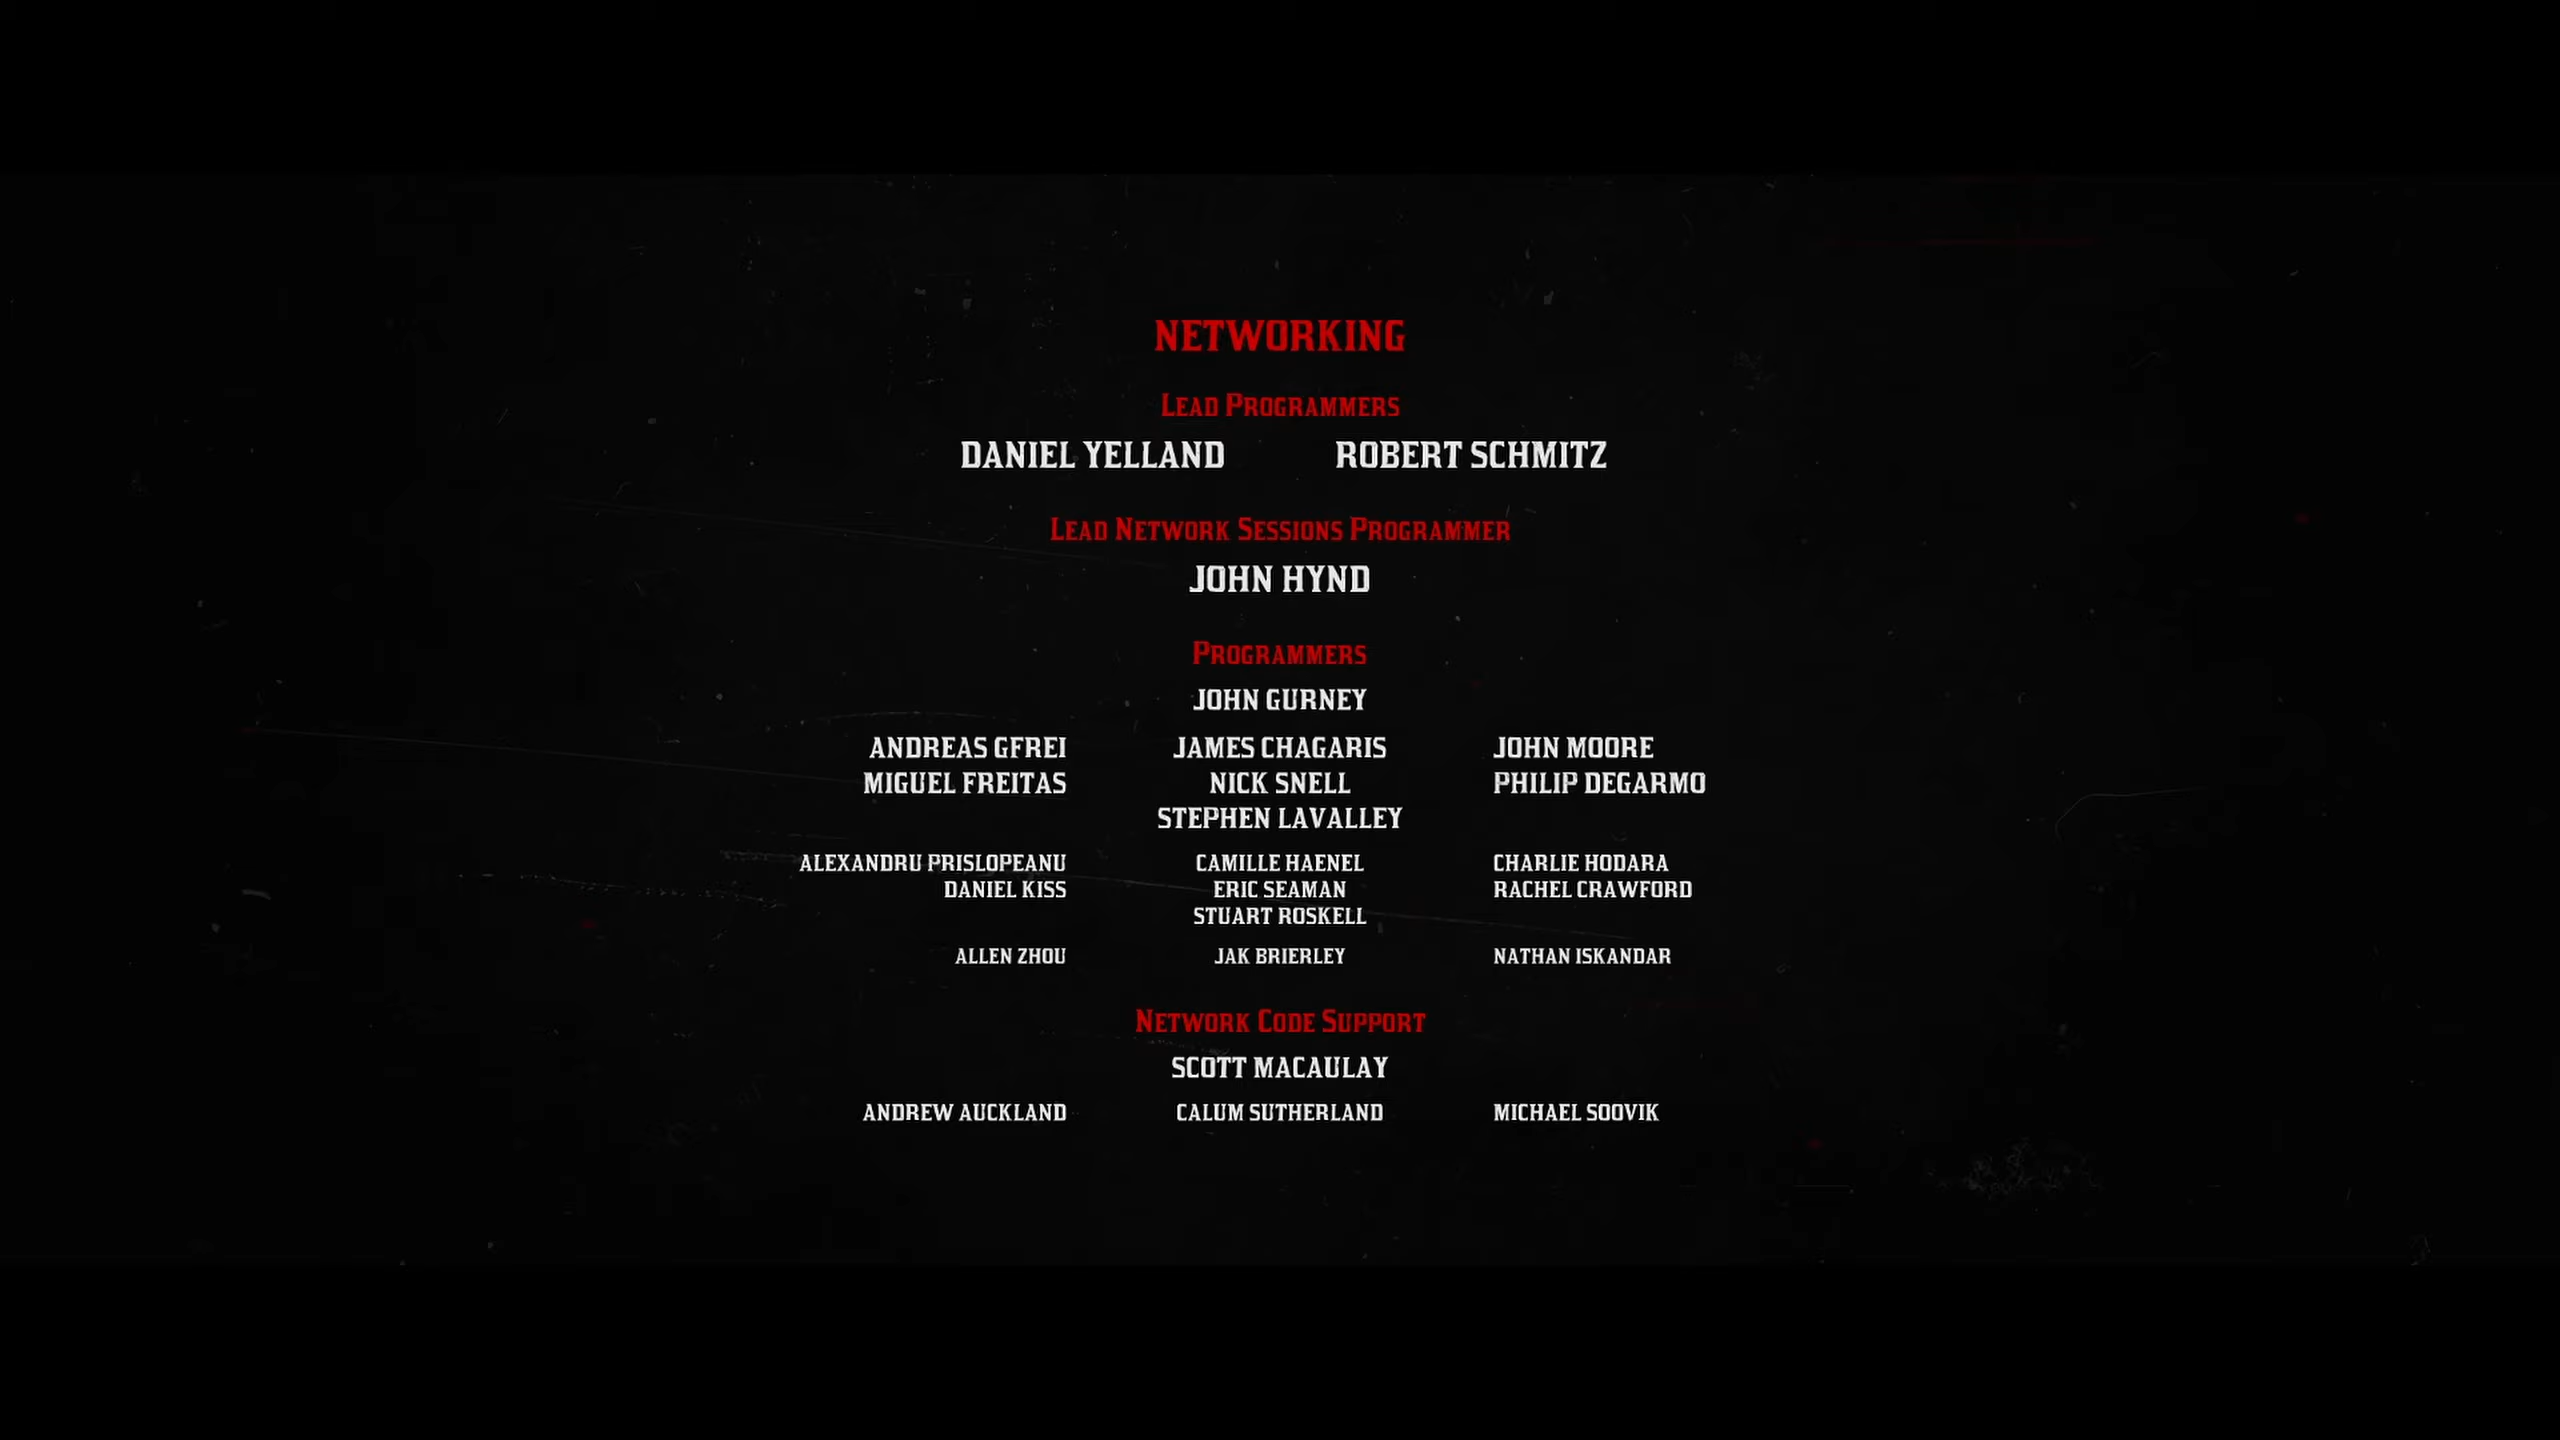 NETWORKING
LEAD PROGRAMMERS
DANIEL YELLAND ROBERT SCHMITZ
LEAD NETWORK SESSIONS PROGRAMMER
JOHN HYND
PROGRAMMERS
JOHN GURNEY
ANDREAS GFREI JAMES CHAGARIS JOHN MOORE
MIGUEL FREITAS NICK SNELL PHILIP DEGARMO
STEPHEN LAVALLEY
ALEXANDRU PRISLOPEANU CAMILLE HAENEL CHARLIE HODARA
DANIEL KISS ERIC SEAMAN RACHEL CRAWFORD
STUART ROSKELL
ALLEN ZHOU JAK BRIERLEY NATHAN ISKANDAR
NETWORK CODE SUPPORT
SCOTT MACAULAY
ANDREW AUCKLAND CALUM SUTHERLAND MICHAEL SOOVIK